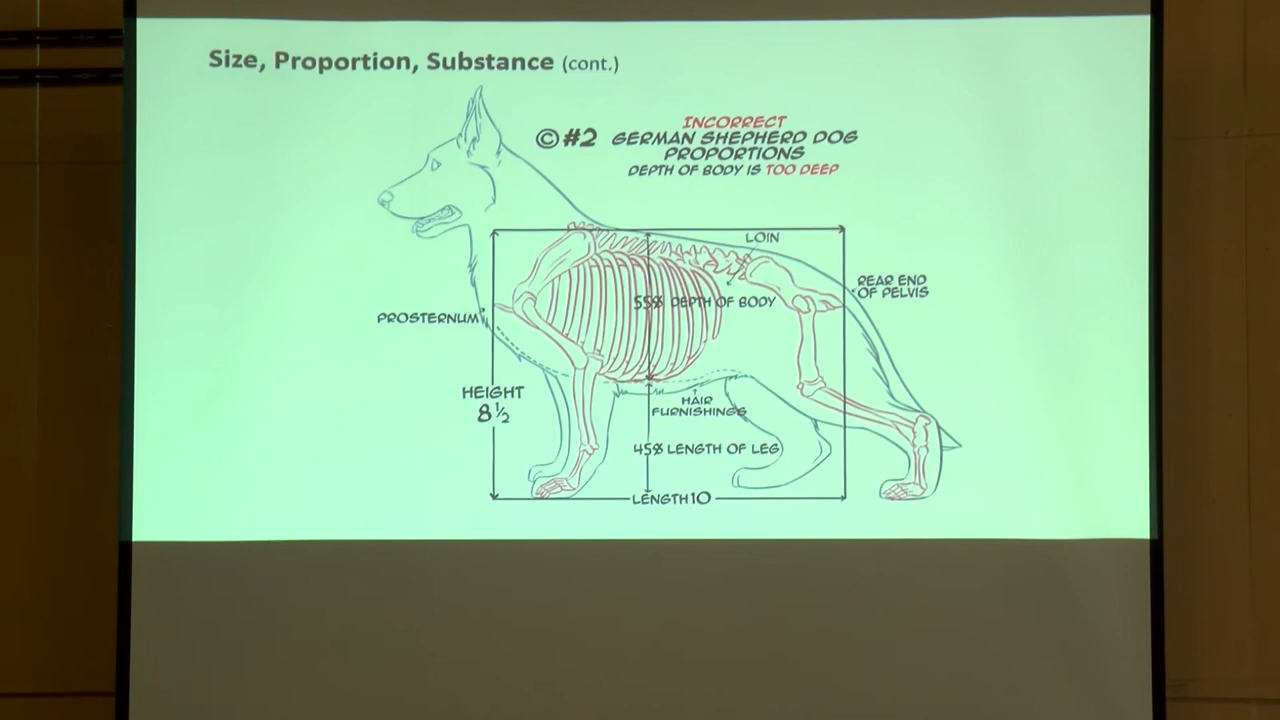 Size, Proportion, Substance (cont.)
INCORRECT
©#2 GERMAN SHEPHERD DOG
PROPORTIONS
DEPTH OF BODY IS TOO DEEP
LOIN
REAR END
OF PELVIS
55% DEPTH OF BODY
PROSTERNUM
HEIGHT
8½
HAIR
FURNISHINGS
45% LENGTH OF LEG
LENGTH 10